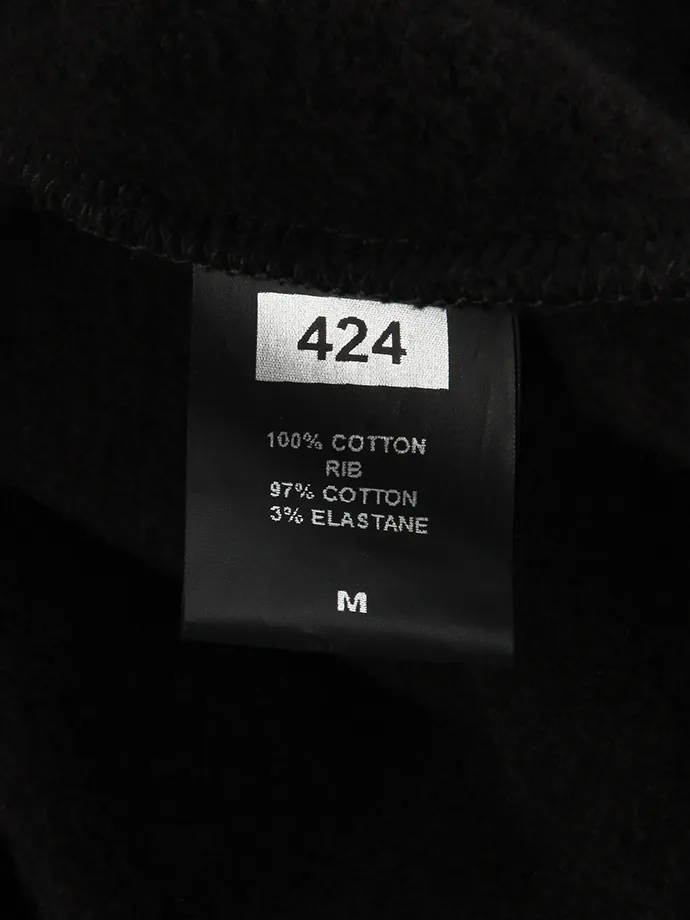 424
100% COTTON
RIB
97% COTTON
3% ELASTANE
M